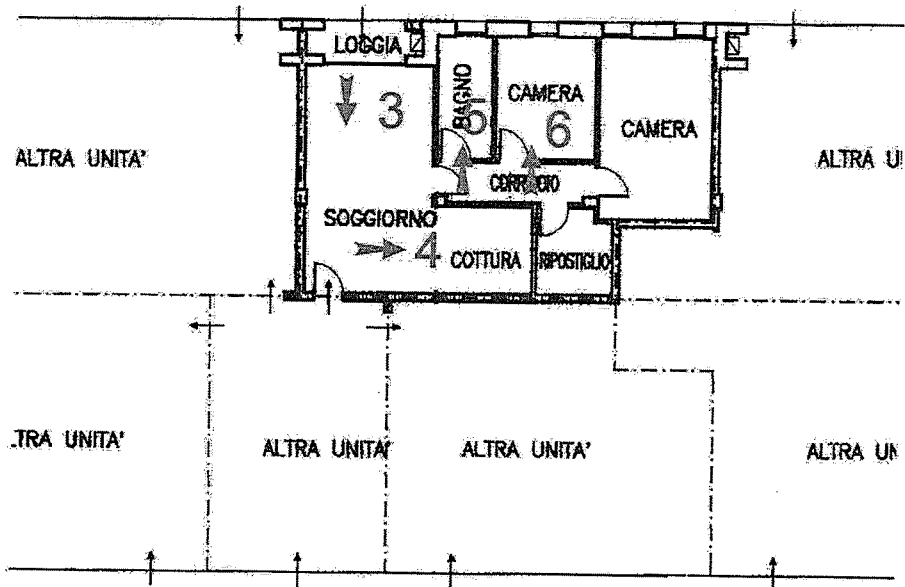 LOGGIA
3
BAGNO
5
CAMERA
6
CAMERA
ALTRA UNITA'
ALTRA U
CORRIDOIO
SOGGIORNO
4
COTTURA
RIPOSTIGLIO
TRA UNITA'
ALTRA UNITA'
ALTRA UNITA'
ALTRA UN